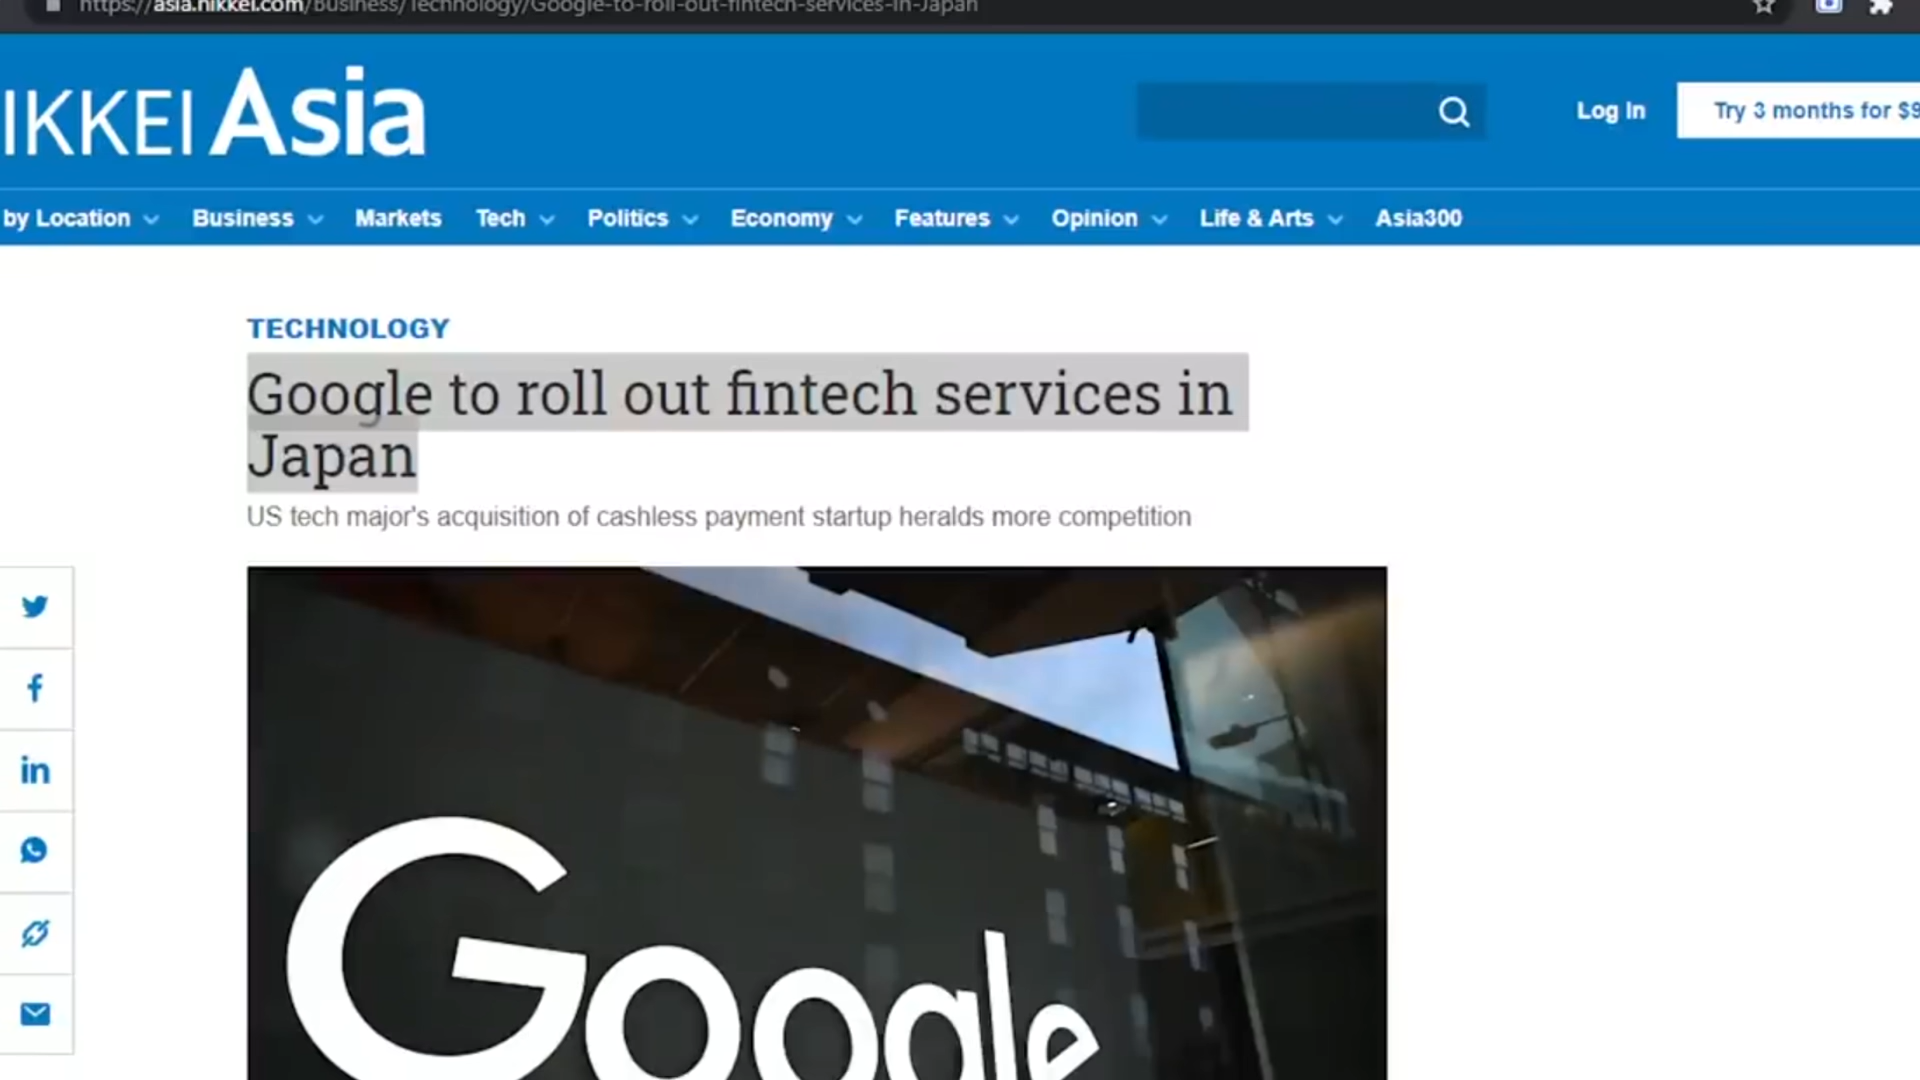 https://asia.nikkei.com/Business/Technology/Google-to-roll-out-fintech-services-in-Japan
IKKEI Asia
Log In
Try 3 months for $9
by Location
Business
Markets
Tech
Politics
Economy
Features
Opinion
Life & Arts
Asia300
TECHNOLOGY
Google to roll out fintech services in
Japan
US tech major's acquisition of cashless payment startup heralds more competition
Google